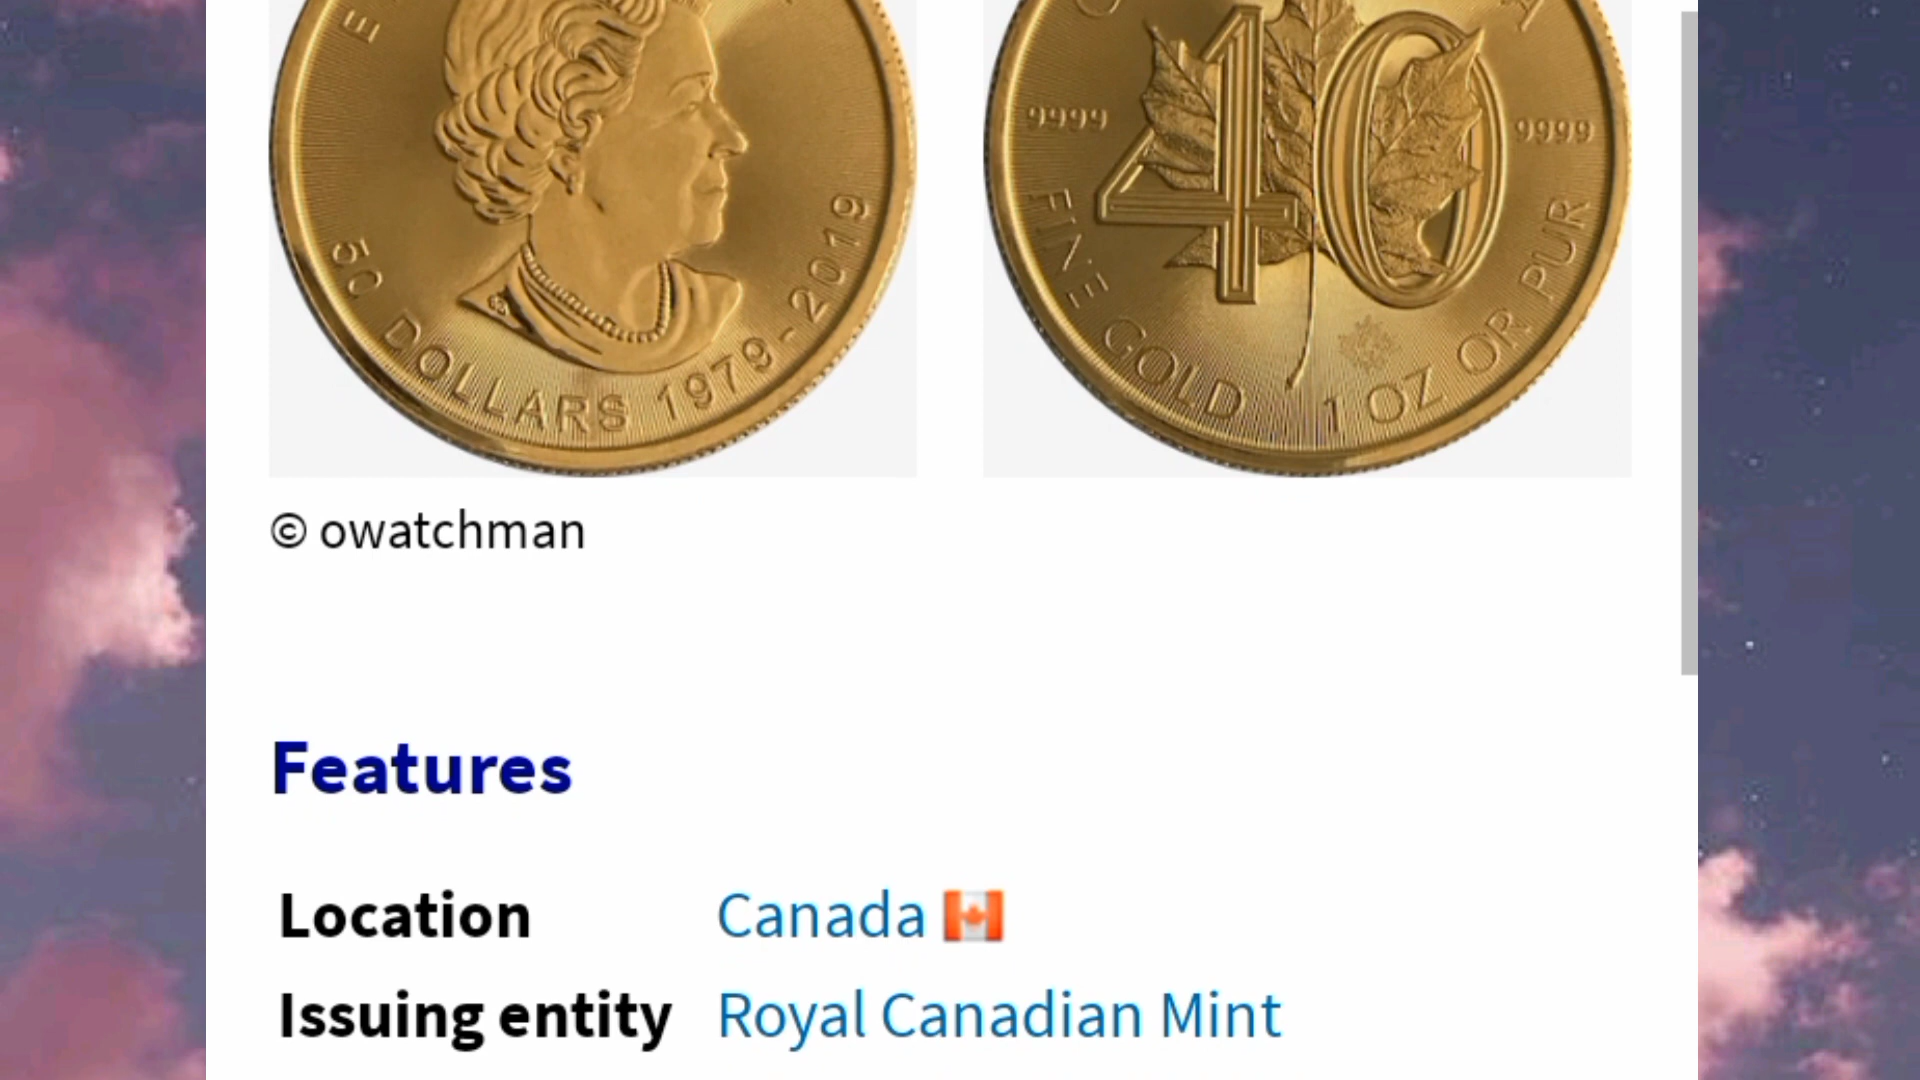 50 DOLLARS 1979-2019
9999
40
9999
FINE GOLD 1 OZ OR PUR
© owatchman
Features
Location Canada
Issuing entity Royal Canadian Mint